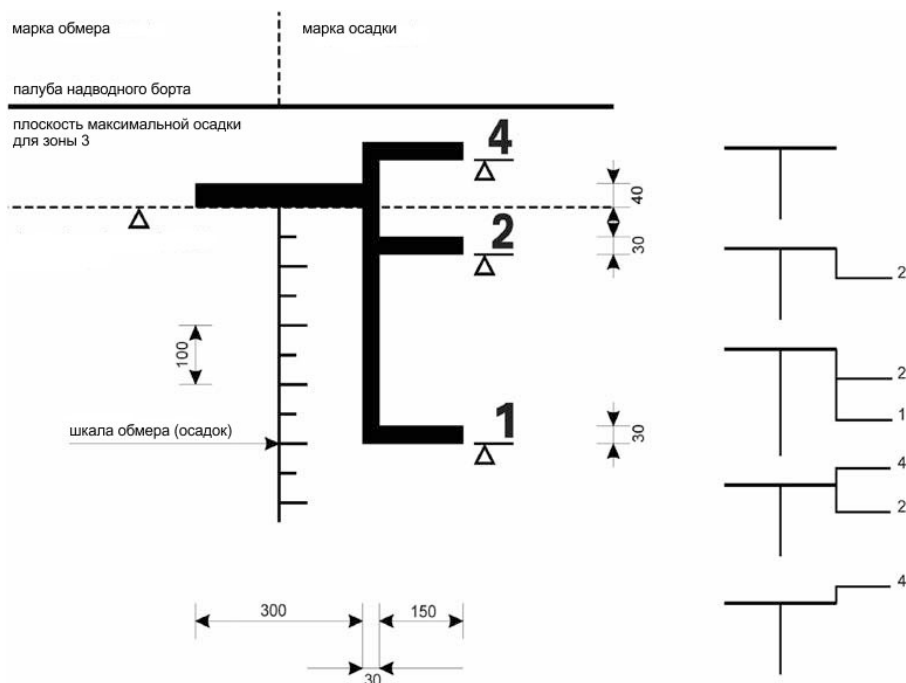 марка обмера
марка осадки
палуба надводного борта
плоскость максимальной осадки
для зоны 3
4
40
2
30
100
1
30
шкала обмера (осадок)
300
150
30
2
2
1
4
2
4